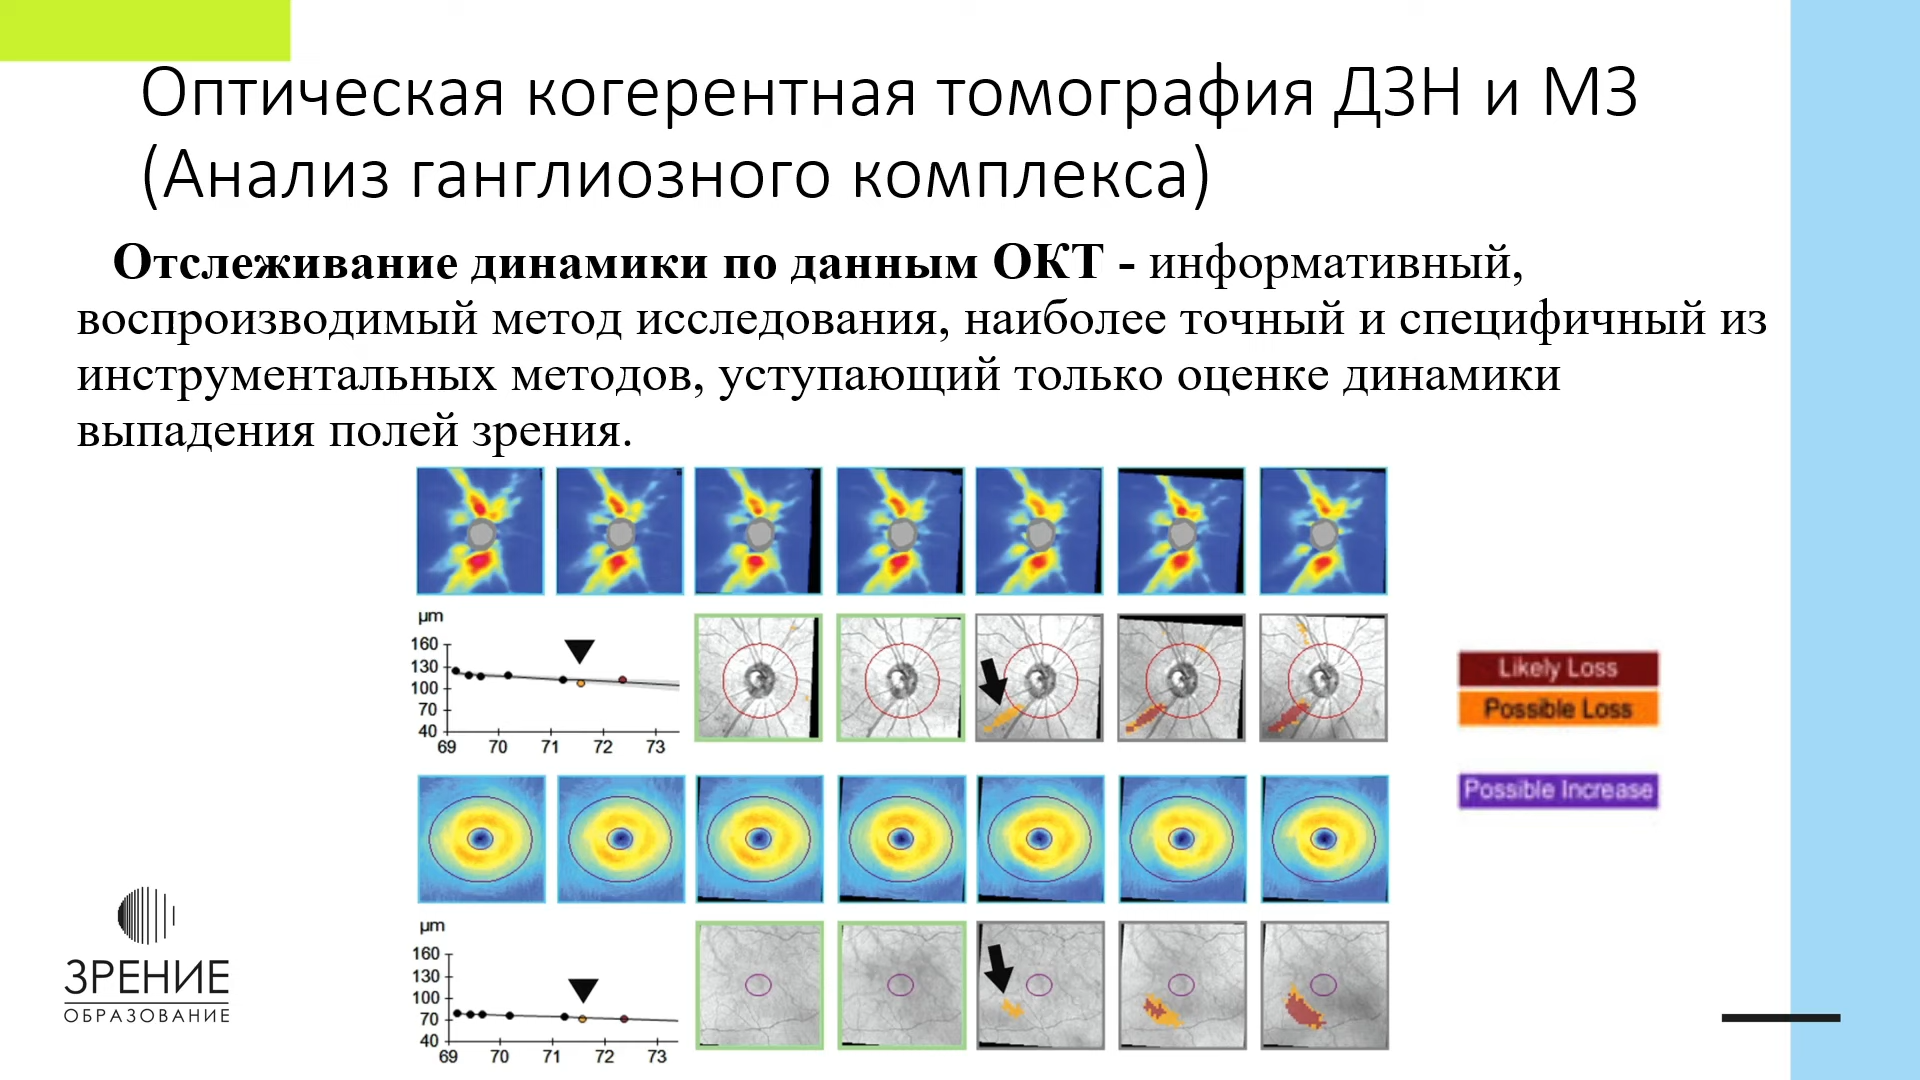 Оптическая когерентная томография ДЗН и МЗ
(Анализ ганглиозного комплекса)
Отслеживание динамики по данным ОКТ - информативный,
воспроизводимый метод исследования, наиболее точный и специфичный из
инструментальных методов, уступающий только оценке динамики
выпадения полей зрения.
µm
160
130
100
70
40
69 70 71 72 73
Likely Loss
Possible Loss
Possible Increase
µm
160
130
100
70
40
69 70 71 72 73
ЗРЕНИЕ
ОБРАЗОВАНИЕ